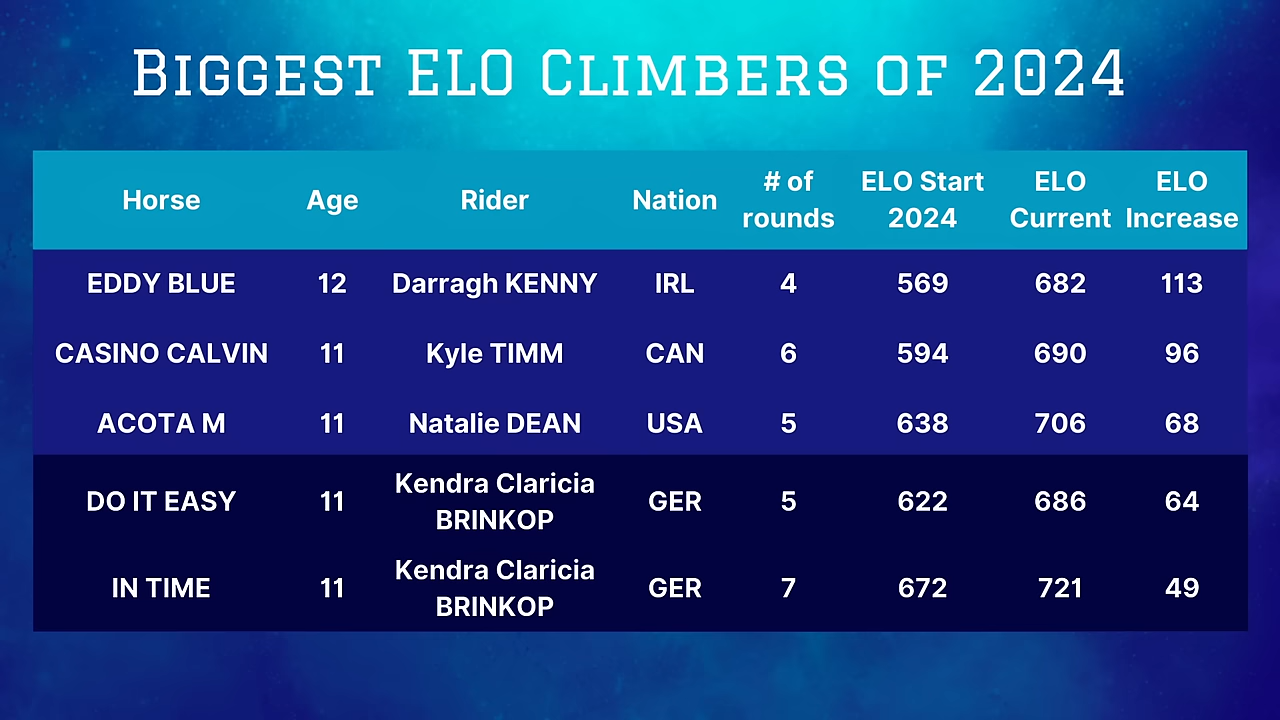 BIGGEST ELO CLIMBERS OF 2024
Horse Age Rider Nation # of rounds ELO Start 2024 ELO Current ELO Increase
EDDY BLUE 12 Darragh KENNY IRL 4 569 682 113
CASINO CALVIN 11 Kyle TIMM CAN 6 594 690 96
ACOTA M 11 Natalie DEAN USA 5 638 706 68
DO IT EASY 11 Kendra Claricia BRINKOP GER 5 622 686 64
IN TIME 11 Kendra Claricia BRINKOP GER 7 672 721 49